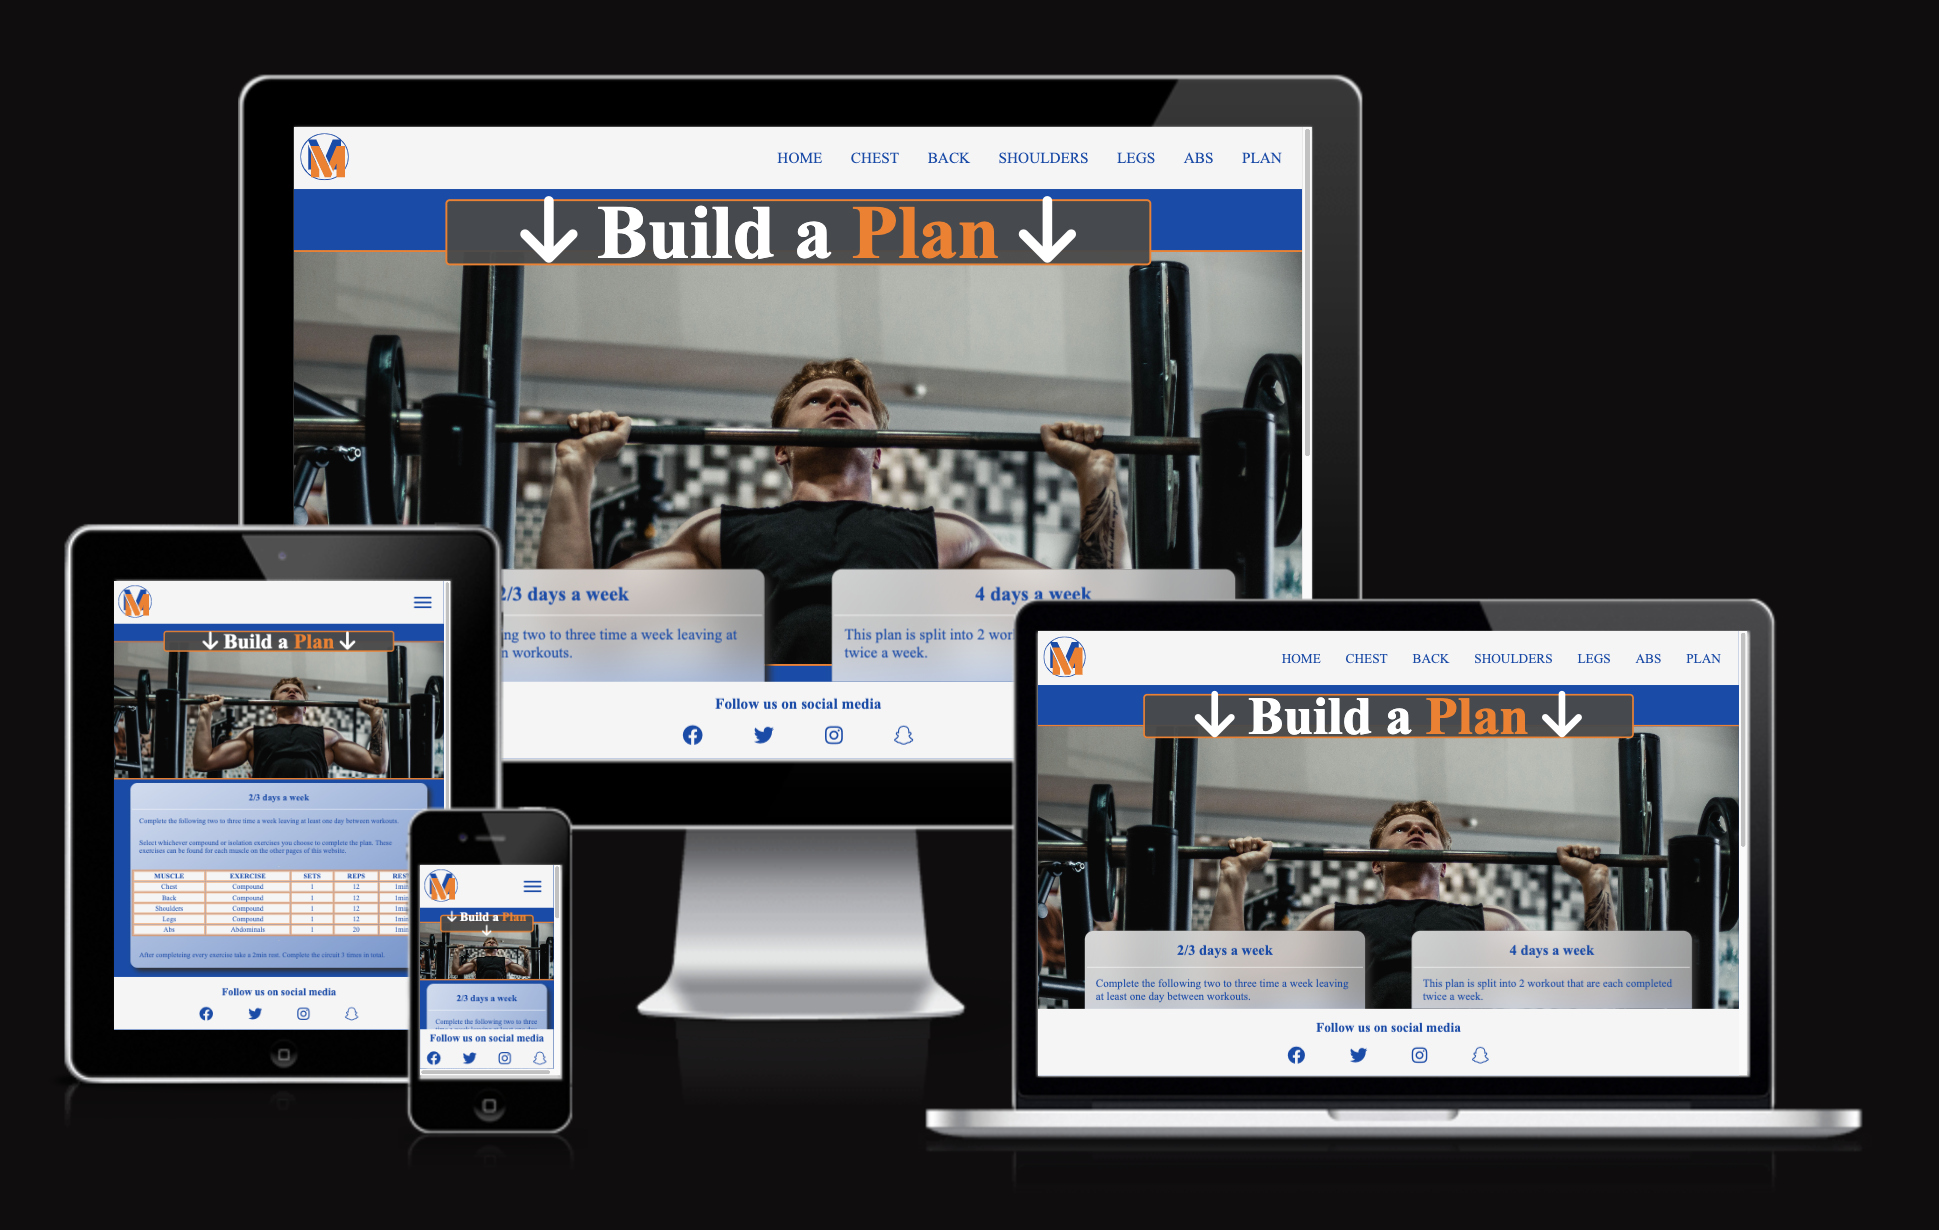 M
HOME CHEST BACK SHOULDERS LEGS ABS PLAN
Build a Plan
2/3 days a week
ng two to three time a week leaving at
n workouts.
4 days a week
This plan is split into 2 wor
twice a week.
Follow us on social media
M
Build a Plan
2/3 days a week
Complete the following two to three time a week leaving at least one day between workouts.
Select whichever compound or isolation exercises you choose to complete the plan. These
exercises can be found for each muscle on the other pages of this website.
MUSCLE EXERCISE SETS REPS RES
Chest Compound 1 12 1min
Back Compound 1 12 1min
Shoulders Compound 1 12 1min
Legs Compound 1 12 1min
Abs Abdominals 1 20 1min
After completeing every exercise take a 2min rest. Complete the circuit 3 times in total.
Follow us on social media
M
Build a Plan
2/3 days a week
Complete the following two to three
Follow us on social media
M
HOME CHEST BACK SHOULDERS LEGS ABS PLAN
Build a Plan
2/3 days a week
Complete the following two to three time a week leaving
at least one day between workouts.
4 days a week
This plan is split into 2 workout that are each completed
twice a week.
Follow us on social media